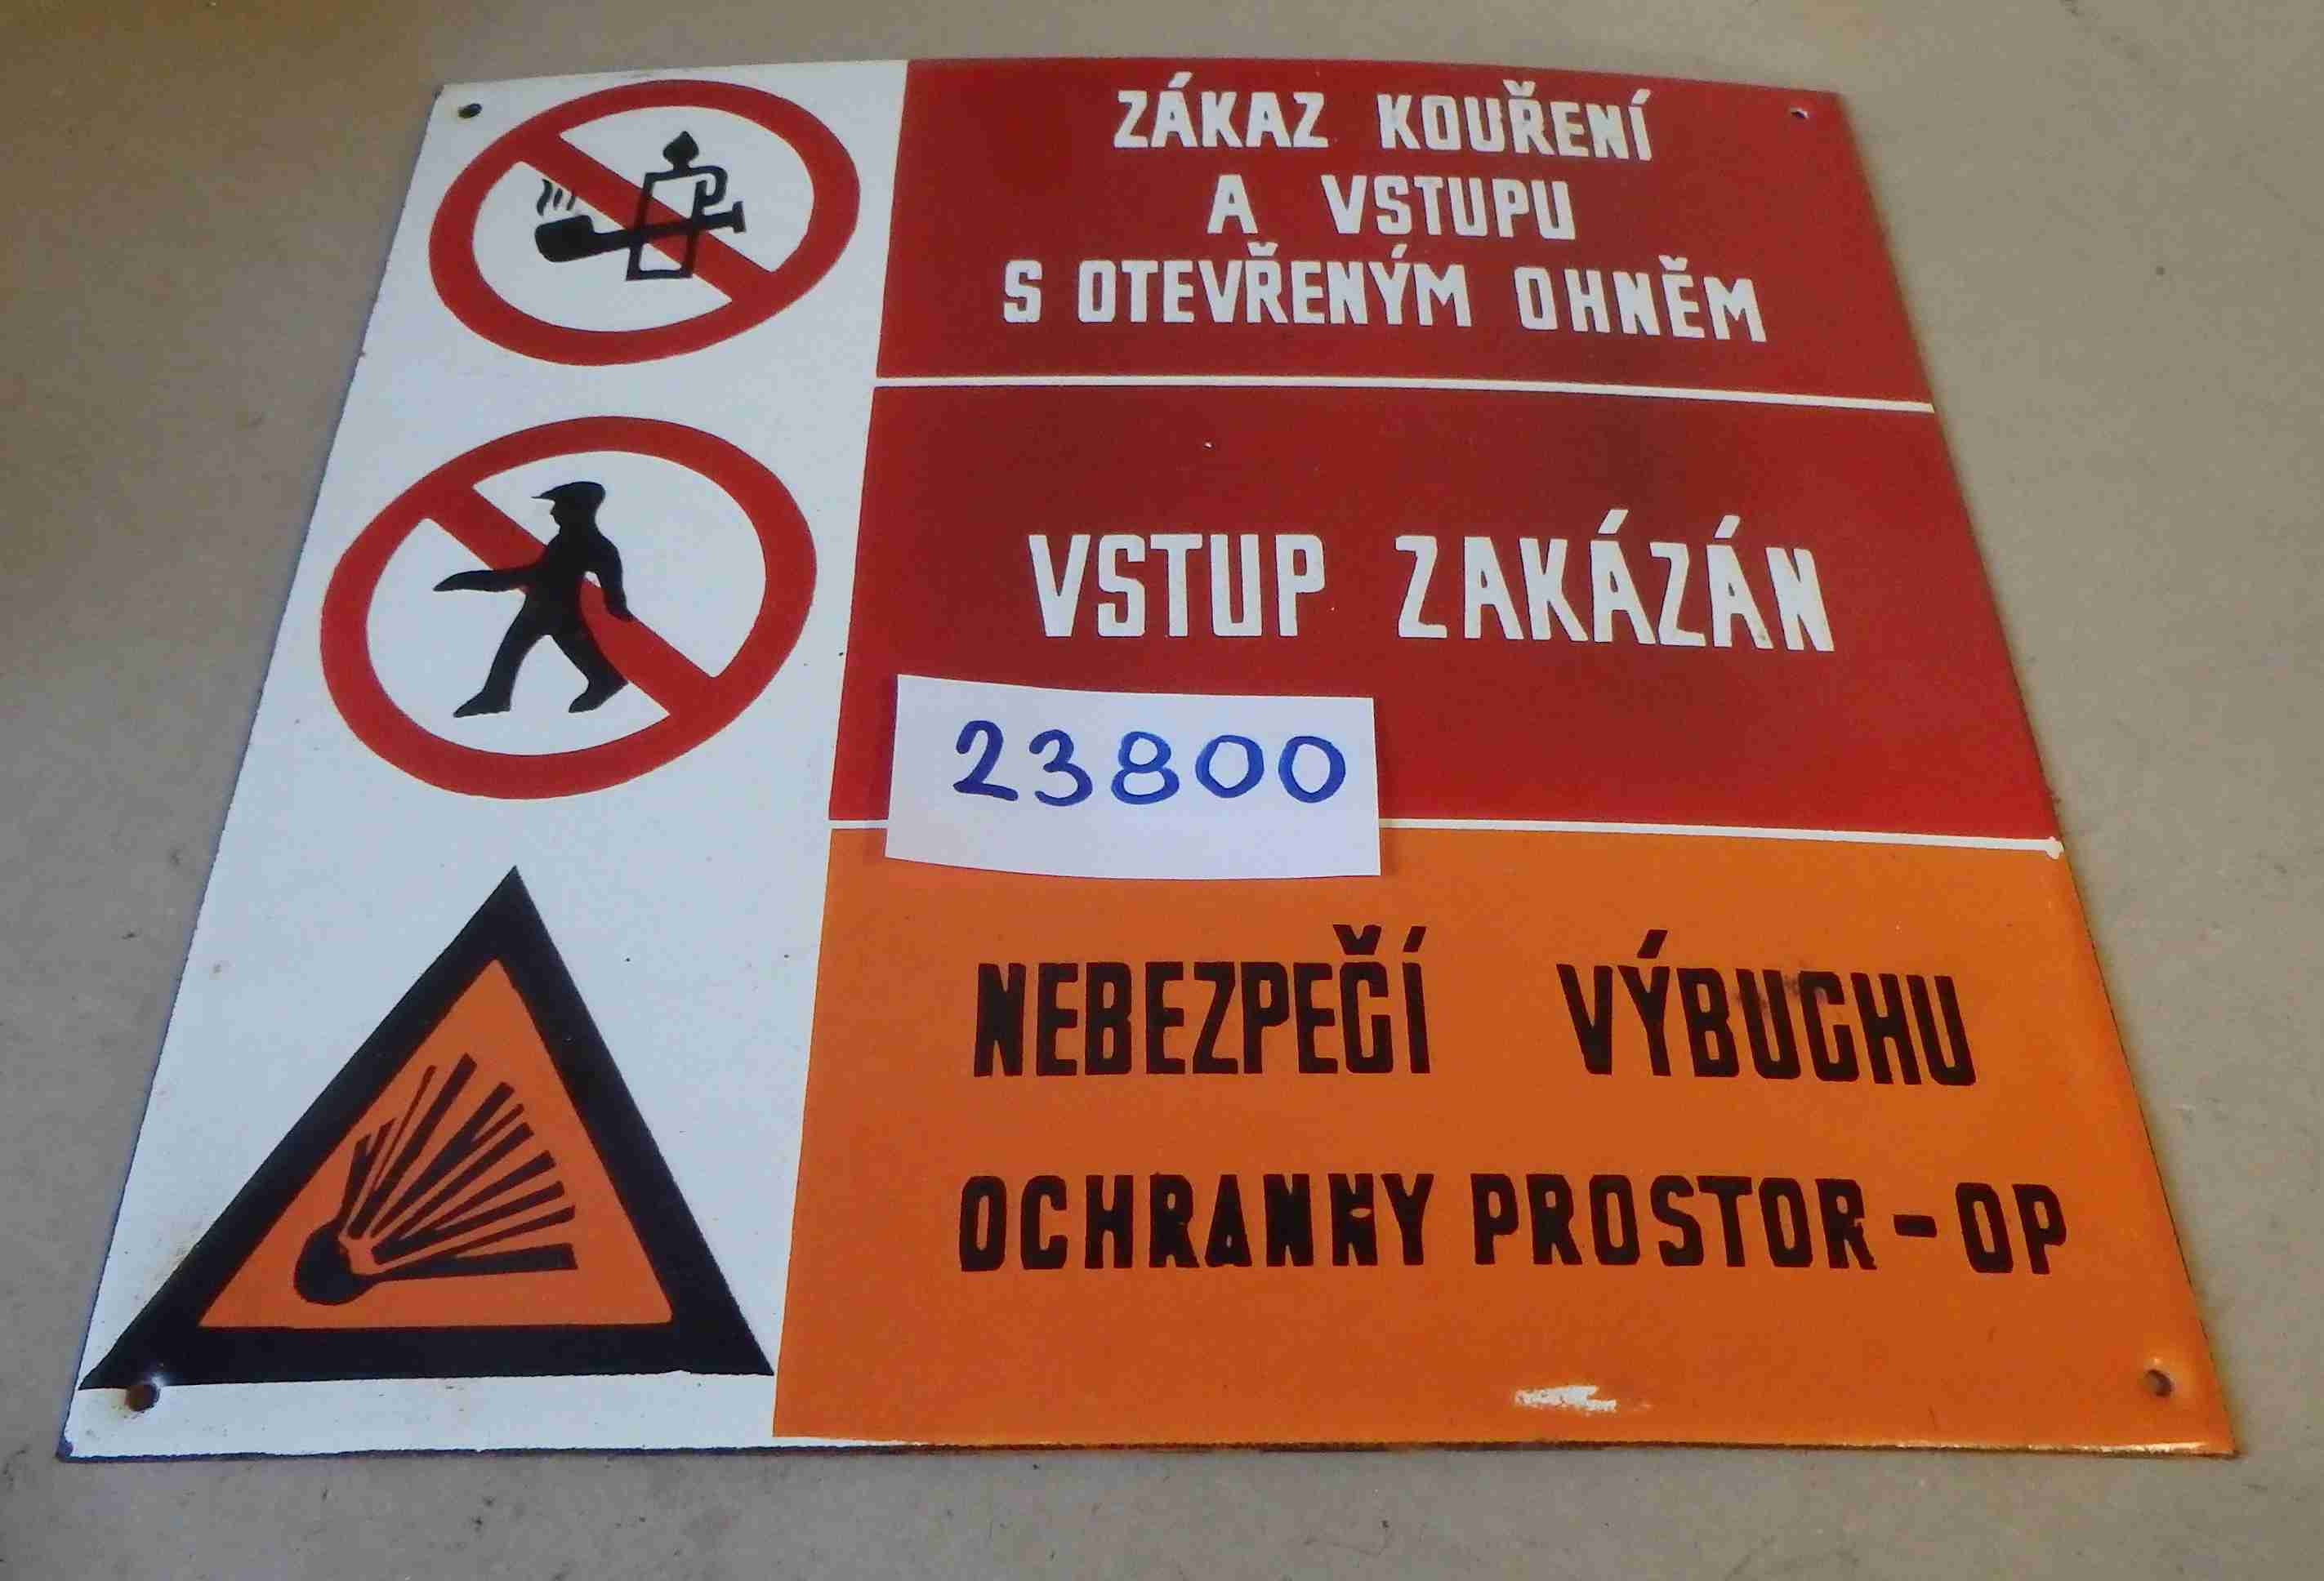 ZÁKAZ KOUŘENÍ
A VSTUPU
S OTEVŘENÝM OHNĚM
VSTUP ZAKÁZÁN
23800
NEBEZPEČÍ VÝBUCHU
OCHRANNY PROSTOR - OP